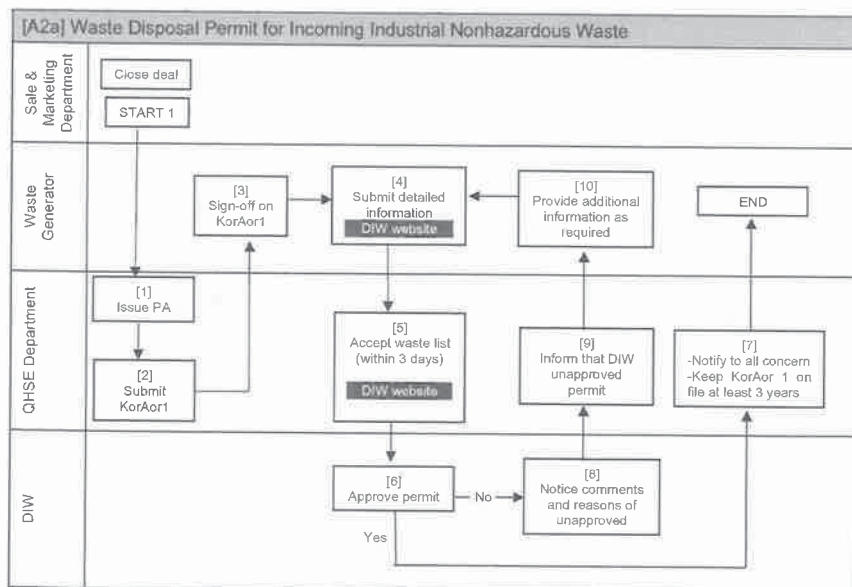 [A2a] Waste Disposal Permit for Incoming Industrial Nonhazardous Waste
Sale &
Marketing
Department
Close deal
START 1
Waste
Generator
[3]
Sign-off on
KorAor1
[4]
Submit detailed
information
DIW website
[10]
Provide additional
information as
required
END
QHSE Department
[1]
Issue PA
[2]
Submit
KorAor1
[5]
Accept waste list
(within 3 days)
DIW website
[9]
Inform that DIW
unapproved
permit
[7]
-Notify to all concern
-Keep KorAor 1 on
file at least 3 years
DIW
[6]
Approve permit
No
[8]
Notice comments
and reasons of
unapproved
Yes